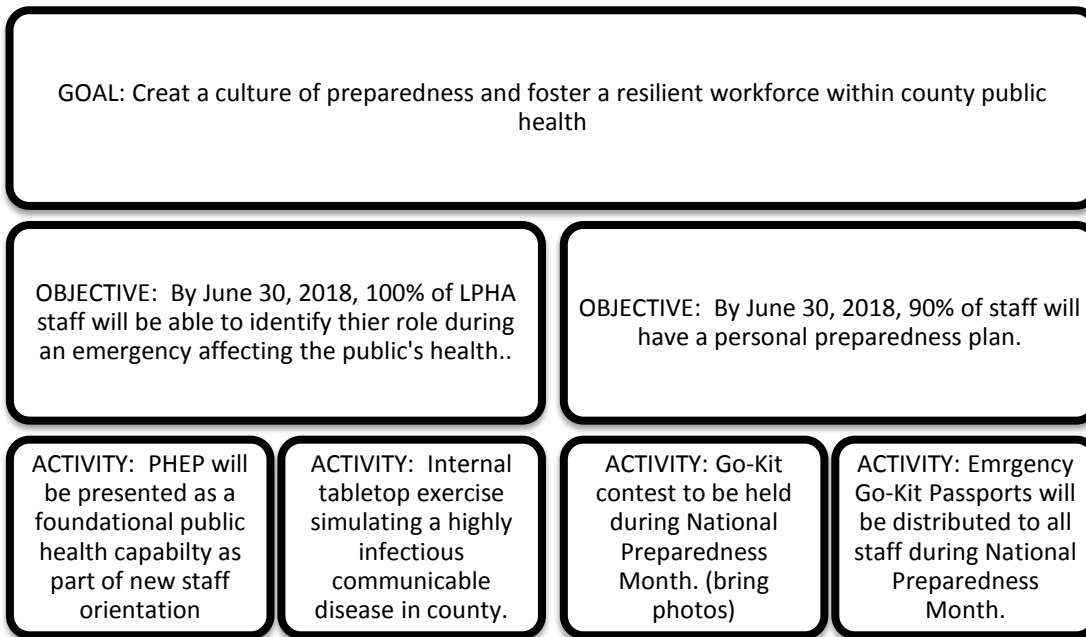 GOAL: Creat a culture of preparedness and foster a resilient workforce within county public
health
OBJECTIVE:  By June 30, 2018, 100% of LPHA
staff will be able to identify thier role during
an emergency affecting the public's health..
OBJECTIVE:  By June 30, 2018, 90% of staff will
have a personal preparedness plan.
ACTIVITY:  PHEP will
be presented as a
foundational public
health capabilty as
part of new staff
orientation
ACTIVITY:  Internal
tabletop exercise
simulating a highly
infectious
communicable
disease in county.
ACTIVITY: Go-Kit
contest to be held
during National
Preparedness
Month. (bring
photos)
ACTIVITY: Emrgency
Go-Kit Passports will
be distributed to all
staff during National
Preparedness
Month.